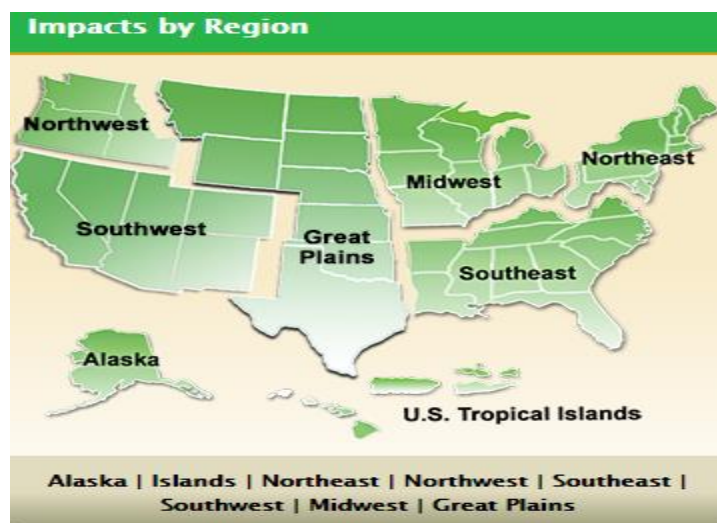 Impacts by Region
Northwest
Northeast
Midwest
Southwest
Great
Plains
Southeast
Alaska
U.S. Tropical Islands
Alaska | Islands | Northeast | Northwest | Southeast |
Southwest | Midwest | Great Plains